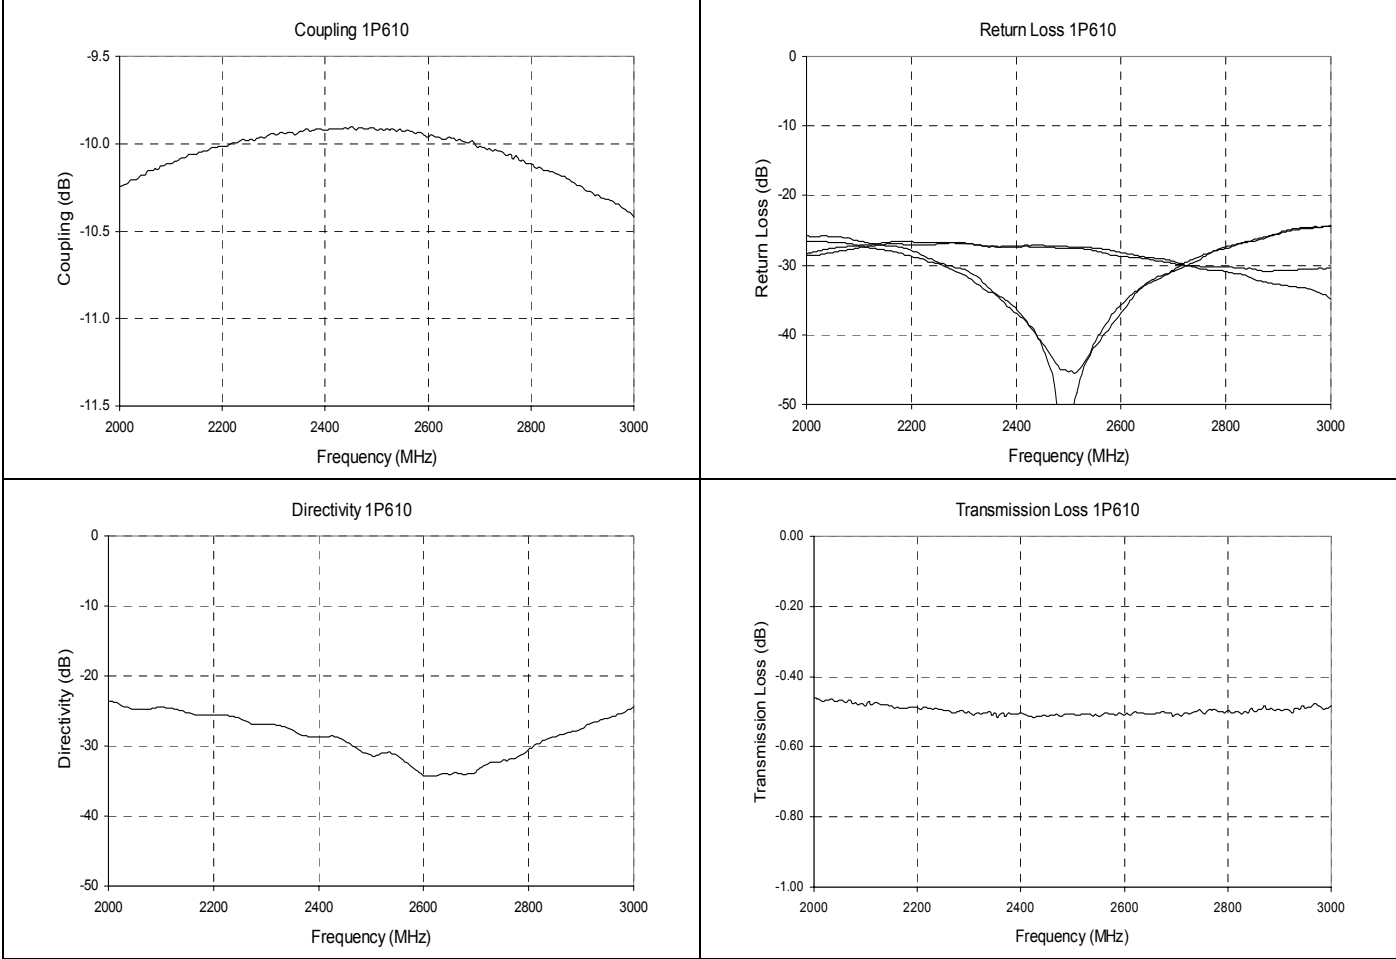 Coupling 1P610
-9.5
-10.0
-10.5
-11.0
-11.5
Coupling (dB)
2000 2200 2400 2600 2800 3000
Frequency (MHz)
Return Loss 1P610
0
-10
-20
-30
-40
-50
Return Loss (dB)
2000 2200 2400 2600 2800 3000
Frequency (MHz)
Directivity 1P610
0
-10
-20
-30
-40
-50
Directivity (dB)
2000 2200 2400 2600 2800 3000
Frequency (MHz)
Transmission Loss 1P610
0.00
-0.20
-0.40
-0.60
-0.80
-1.00
Transmission Loss (dB)
2000 2200 2400 2600 2800 3000
Frequency (MHz)